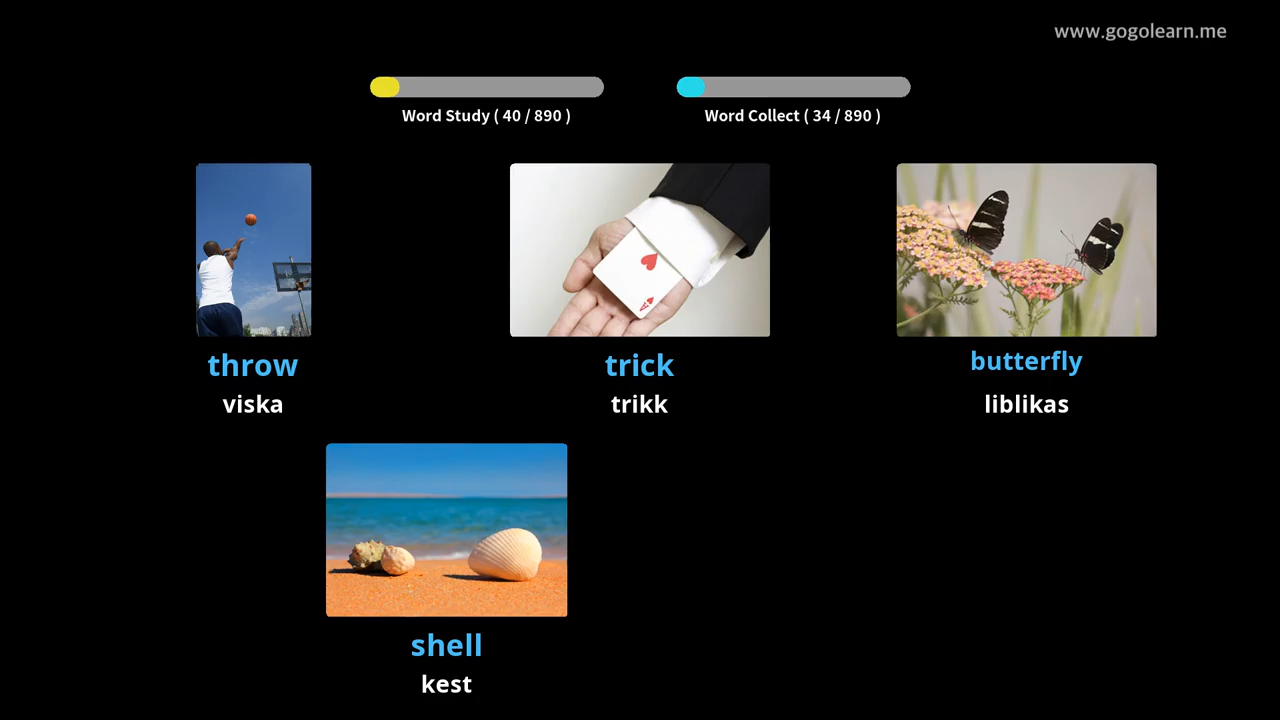 www.gogolearn.me
Word Study ( 40 / 890 )
Word Collect ( 34 / 890 )
throw
viska
trick
trikk
butterfly
liblikas
shell
kest